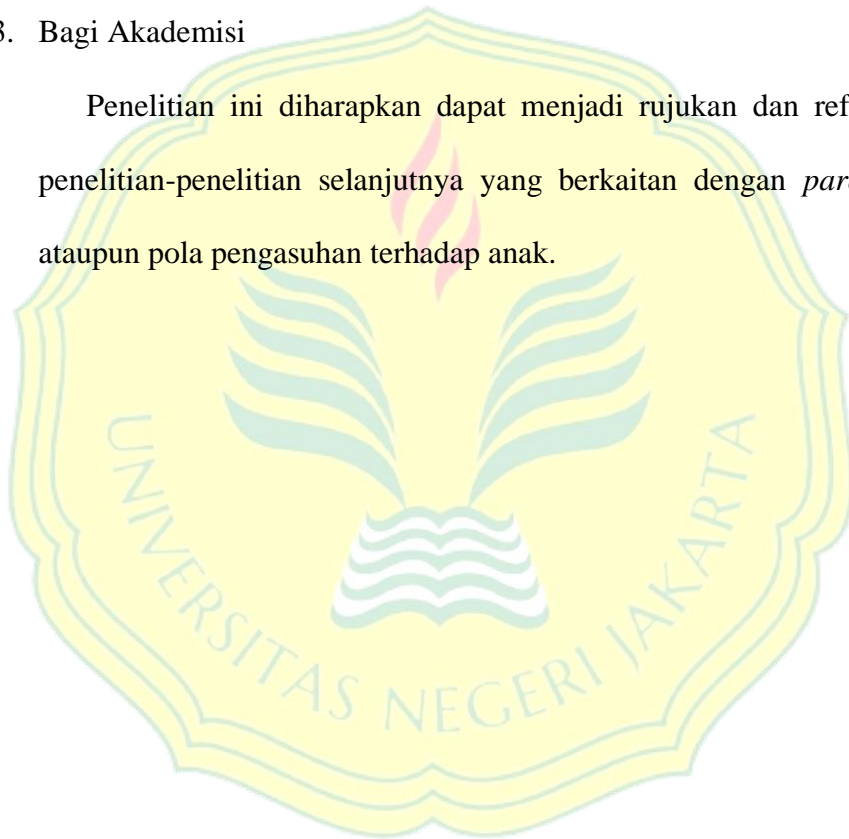 3. Bagi Akademisi
Penelitian ini diharapkan dapat menjadi rujukan dan ref
penelitian-penelitian selanjutnya yang berkaitan dengan par
ataupun pola pengasuhan terhadap anak.
UNIVERSITAS NEGERI JAKARTA